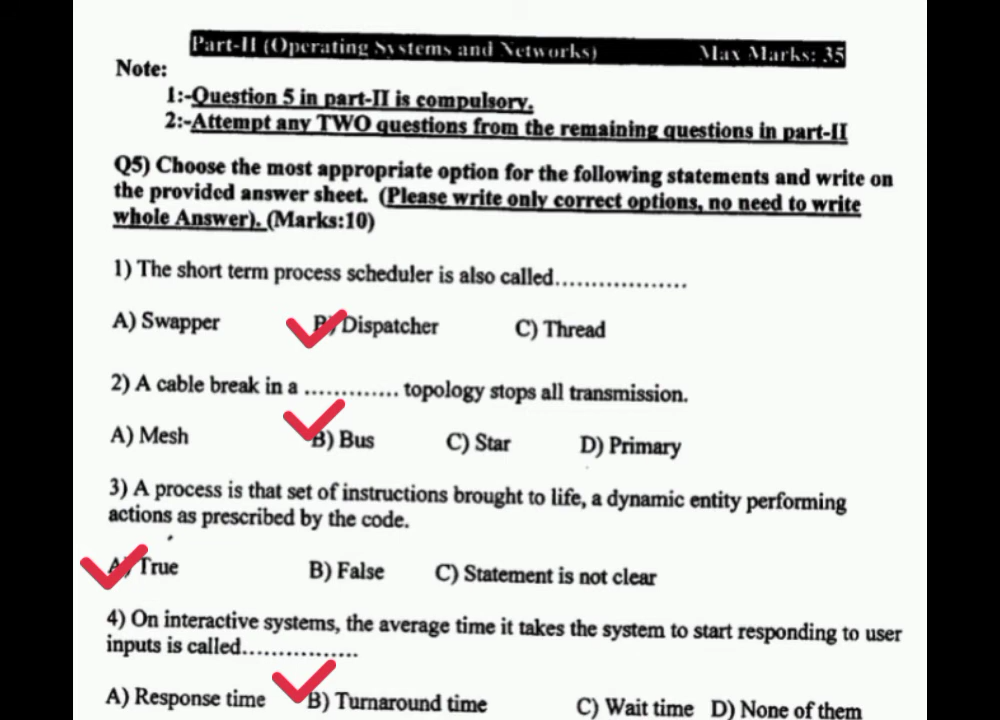 Part-II (Operating Systems and Networks) Max Marks: 35
Note:
1:-Question 5 in part-II is compulsory.
2:-Attempt any TWO questions from the remaining questions in part-II
Q5) Choose the most appropriate option for the following statements and write on
the provided answer sheet. (Please write only correct options, no need to write
whole Answer). (Marks:10)
1) The short term process scheduler is also called..................
A) Swapper B) Dispatcher C) Thread
2) A cable break in a ............. topology stops all transmission.
A) Mesh B) Bus C) Star D) Primary
3) A process is that set of instructions brought to life, a dynamic entity performing
actions as prescribed by the code.
A) True B) False C) Statement is not clear
4) On interactive systems, the average time it takes the system to start responding to user
inputs is called................
A) Response time B) Turnaround time C) Wait time D) None of them